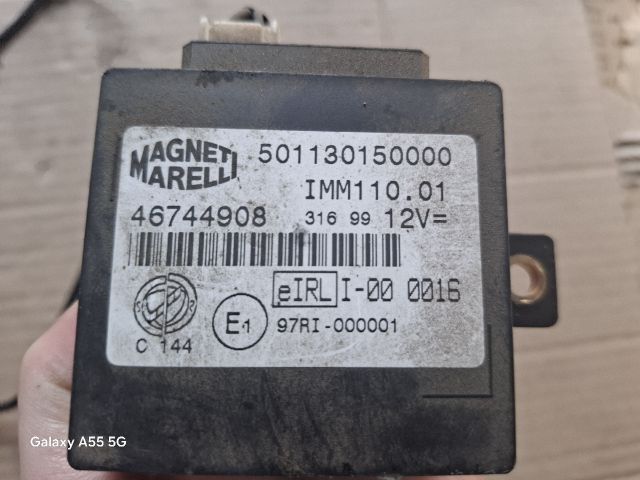 MAGNETI MARELLI 501130150000
IMM110.01
46744908 316 99 12V=
eIRL I-00 0016
E1 97RI-000001
C 144
Galaxy A55 5G